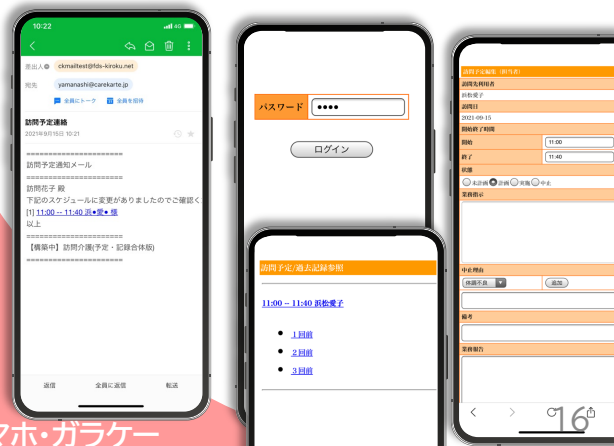 10:22
4G
差出人
ckmailtest@fds-kiroku.net
宛先
yamanashi@carekarte.jp
全員にトーク
全員を招待
訪問予定連絡
2021年9月15日 10:21
======================
訪問予定通知メール
======================
訪問花子 殿
下記のスケジュールに変更がありましたのでご確認く
[1] 11:00 -- 11:40 浜●愛● 様
以上
======================
【構築中】訪問介護(予定・記録合体版)
======================
返信
全員に返信
転送
パスワード
ログイン
訪問予定/過去記録参照
11:00 -- 11:40 浜松愛子
1回前
2回前
3回前
訪問予定編集（担当者）
訪問先利用者
浜松愛子
訪問日
2021-09-15
開始終了時間
開始
11:00
終了
11:40
状態
未計画 計画 実施 中止
業務指示
中止理由
体調不良
追加
備考
業務報告
16
マホ・ガラケー